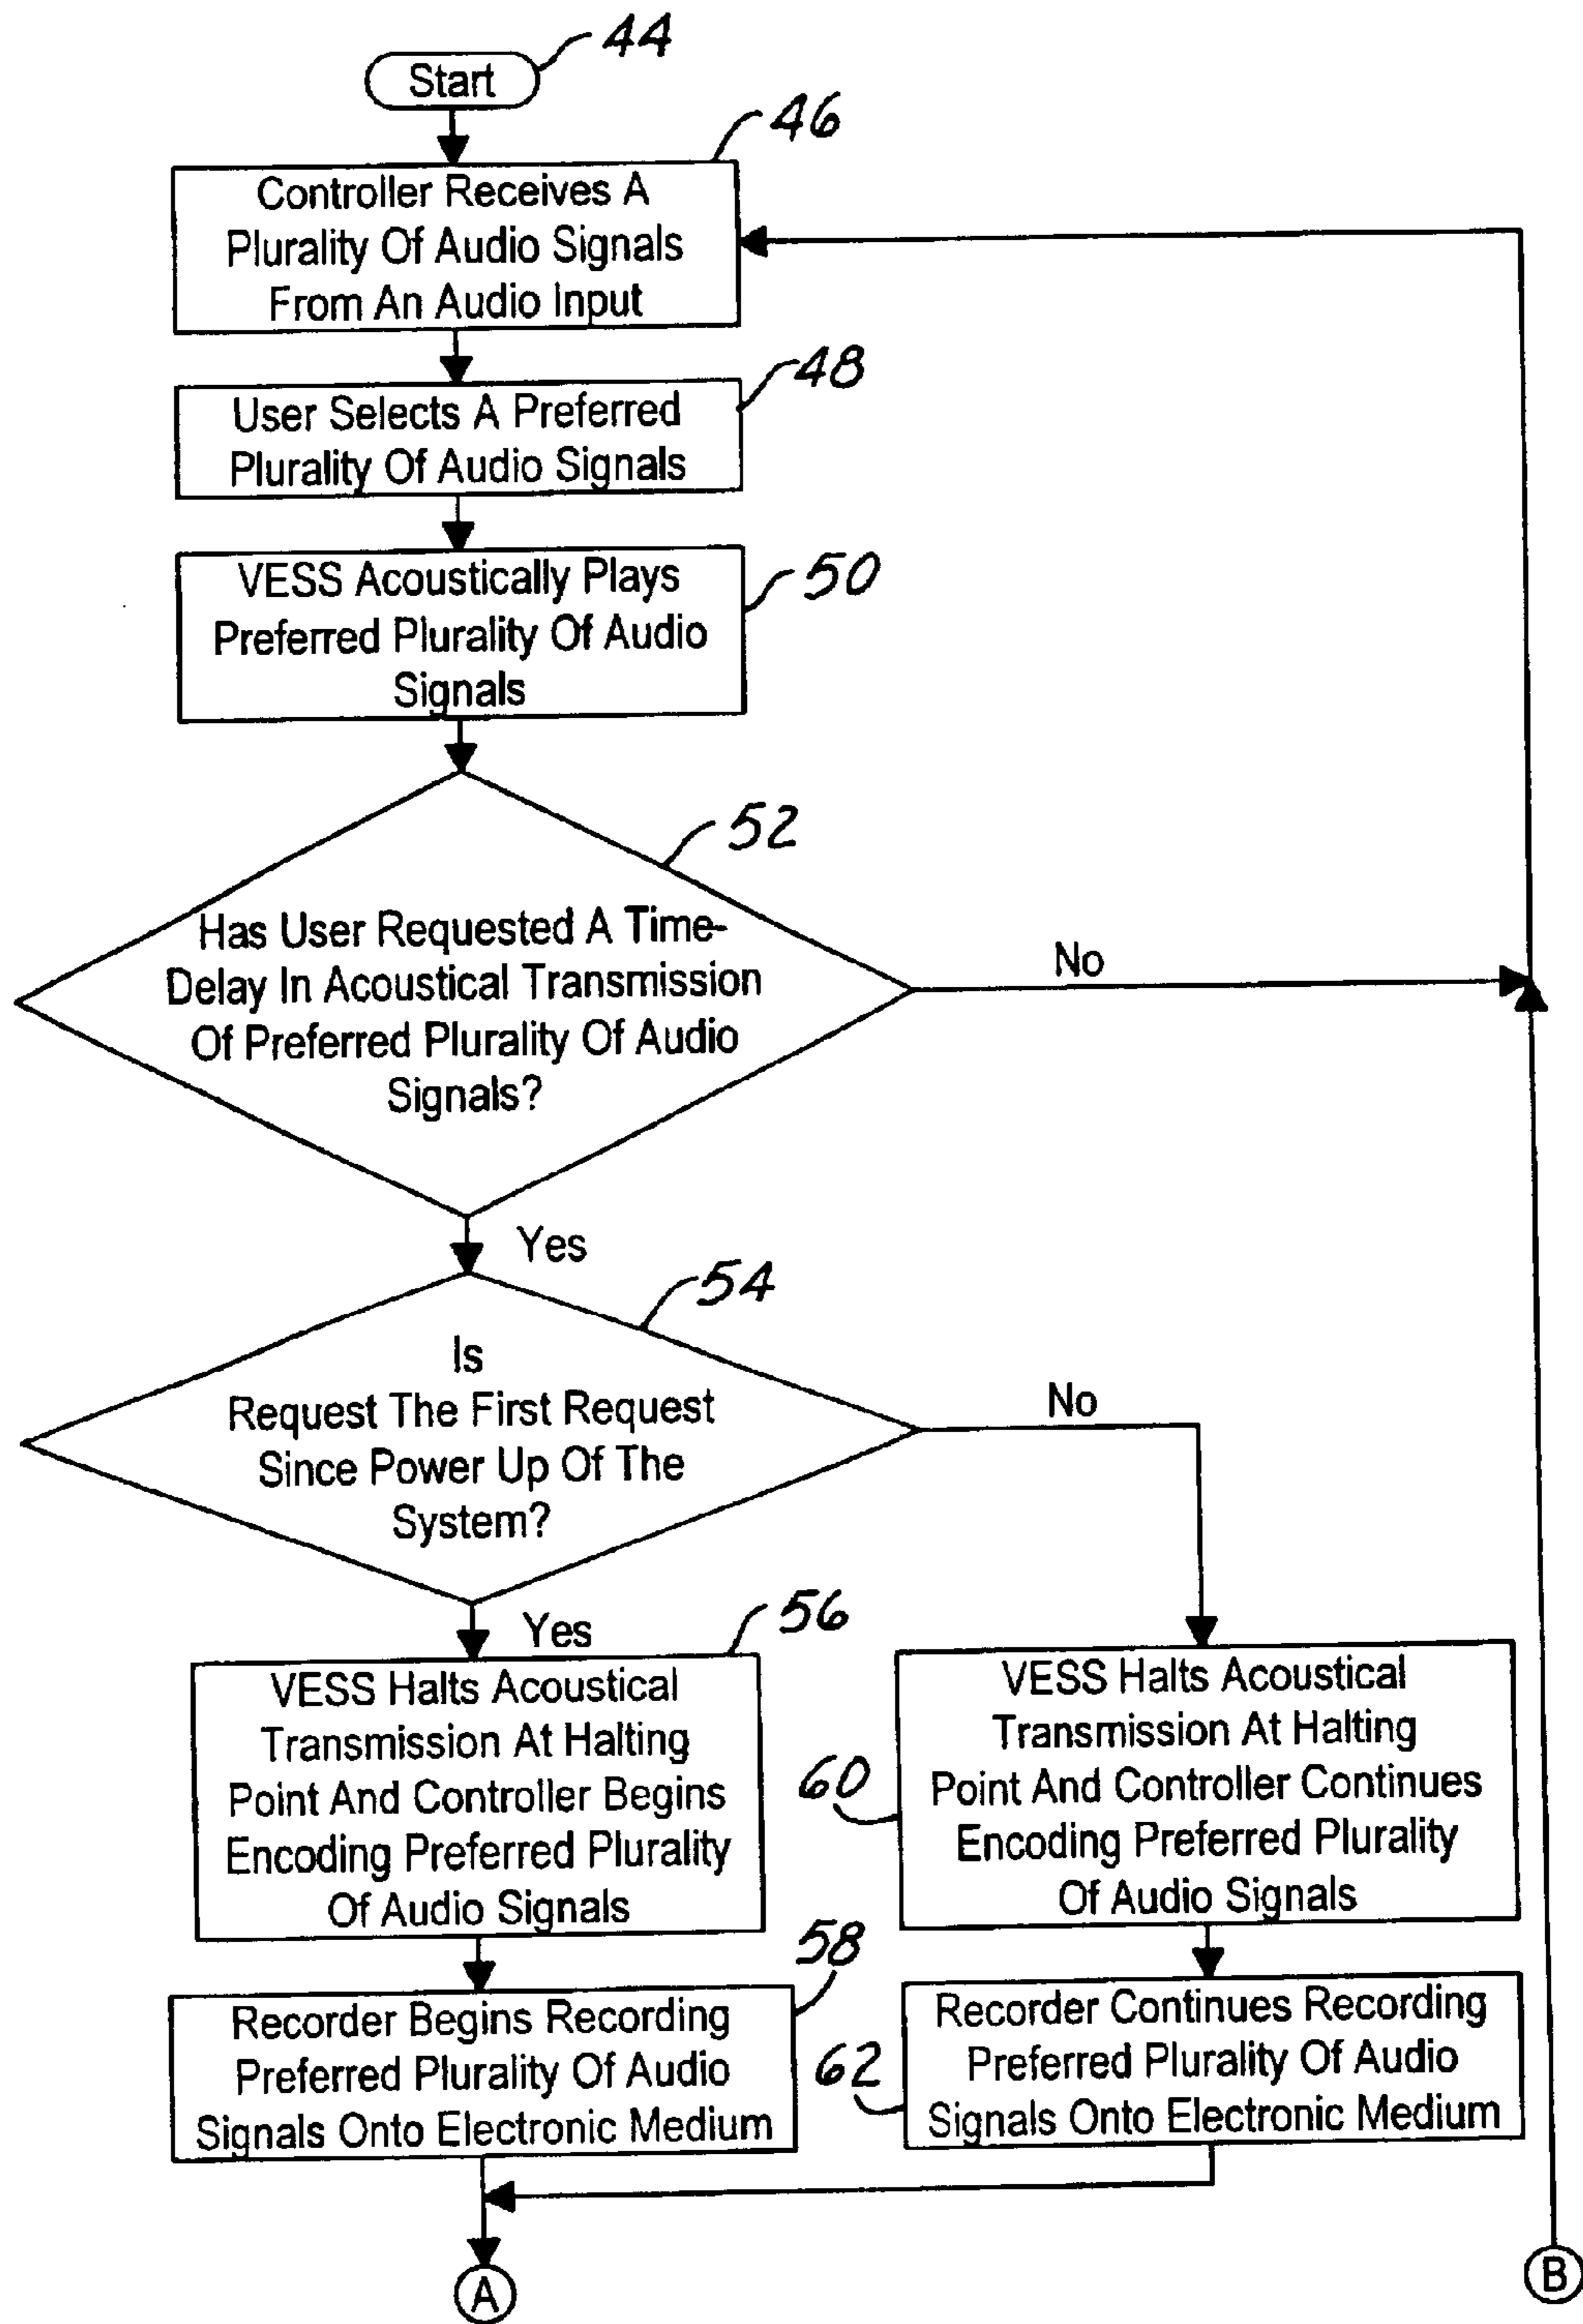 44
Start
46
Controller Receives A
Plurality Of Audio Signals
From An Audio Input
48
User Selects A Preferred
Plurality Of Audio Signals
50
VESS Acoustically Plays
Preferred Plurality Of Audio
Signals
52
Has User Requested A Time-
Delay In Acoustical Transmission
Of Preferred Plurality Of Audio
Signals?
No
Yes
54
Is
Request The First Request
Since Power Up Of The
System?
No
Yes
56
VESS Halts Acoustical
Transmission At Halting
Point And Controller Begins
Encoding Preferred Plurality
Of Audio Signals
60
VESS Halts Acoustical
Transmission At Halting
Point And Controller Continues
Encoding Preferred Plurality
Of Audio Signals
58
Recorder Begins Recording
Preferred Plurality Of Audio
Signals Onto Electronic Medium
62
Recorder Continues Recording
Preferred Plurality Of Audio
Signals Onto Electronic Medium
A
B